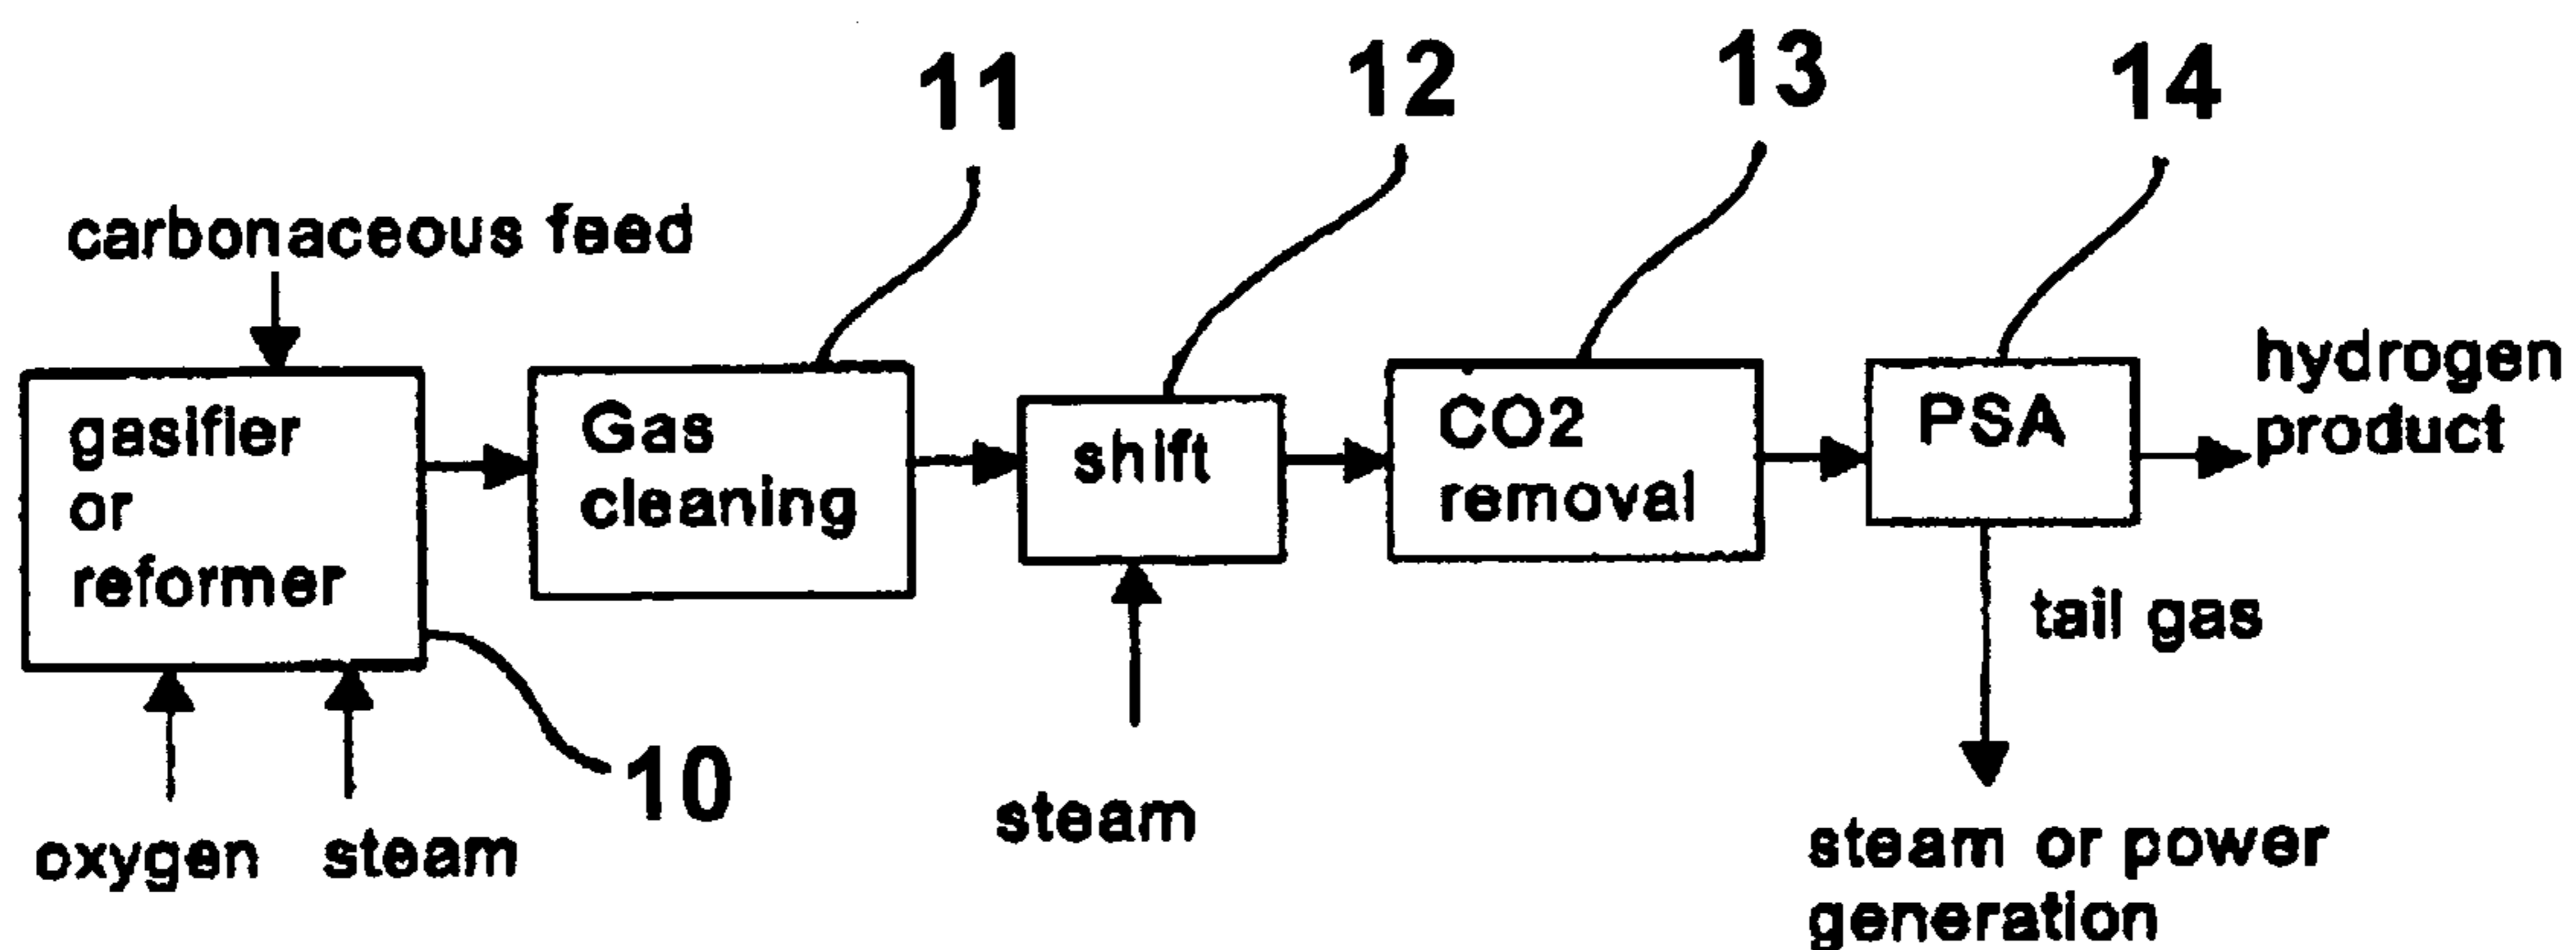 11
12
13
14
carbonaceous feed
gasifier
or
reformer
Gas
cleaning
shift
CO2
removal
PSA
hydrogen
product
tail gas
10
oxygen
steam
steam
steam or power
generation